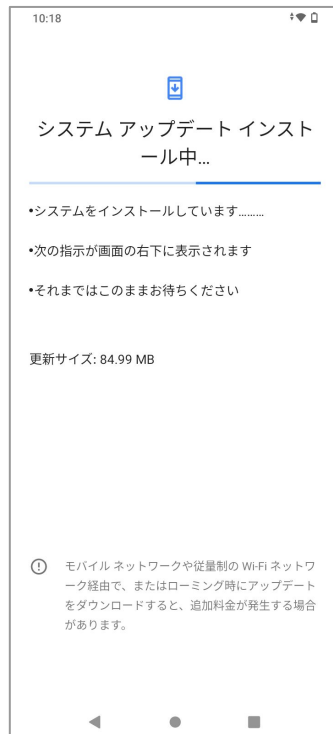 10:18
システム アップデート インスト
ール中...
•システムをインストールしています.........
•次の指示が画面の右下に表示されます
•それまではこのままお待ちください
更新サイズ: 84.99 MB
モバイル ネットワークや従量制の Wi-Fi ネットワ
ーク経由で、またはローミング時にアップデート
をダウンロードすると、追加料金が発生する場合
があります。